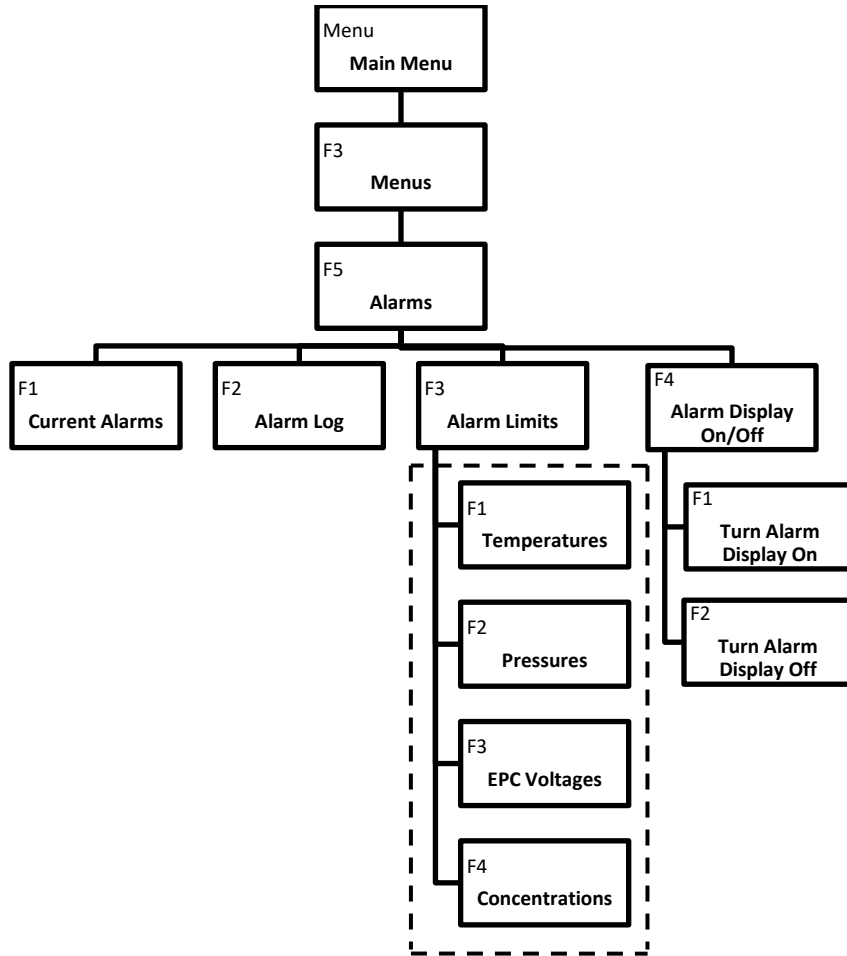 Menu
Main Menu
F3
Menus
F5
Alarms
F1
Current Alarms
F2
Alarm Log
F3
Alarm Limits
F4
Alarm Display
On/Off
F1
Temperatures
F2
Pressures
F3
EPC Voltages
F4
Concentrations
F1
Turn Alarm
Display On
F2
Turn Alarm
Display Off